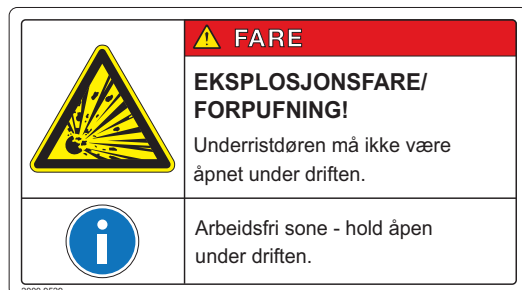 FARE
EKSPLOSJONSFARE/
FORPUFNING!
Underristdøren må ikke være
åpnet under driften.
Arbeidsfri sone - hold åpen
under driften.